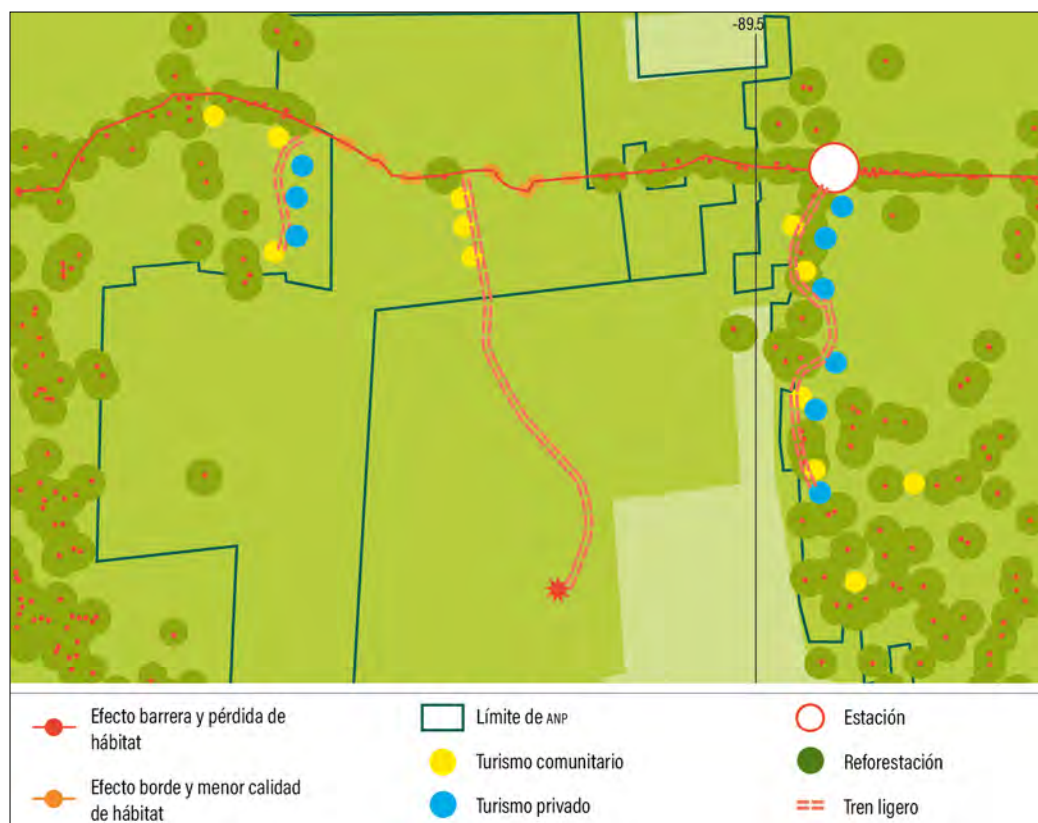 -89.5
Efecto barrera y pérdida de
hábitat
Efecto borde y menor calidad
de hábitat
Límite de ANP
Turismo comunitario
Turismo privado
Estación
Reforestación
Tren ligero